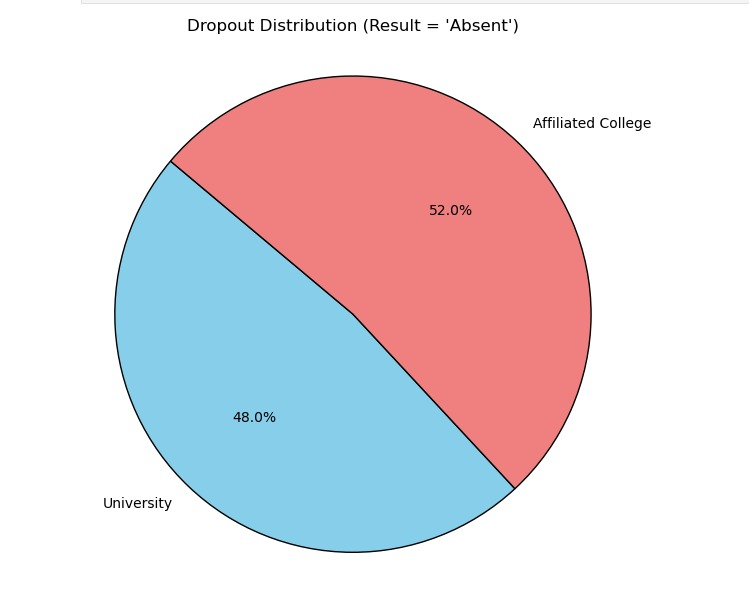 Dropout Distribution (Result = 'Absent')
Affiliated College
52.0%
48.0%
University